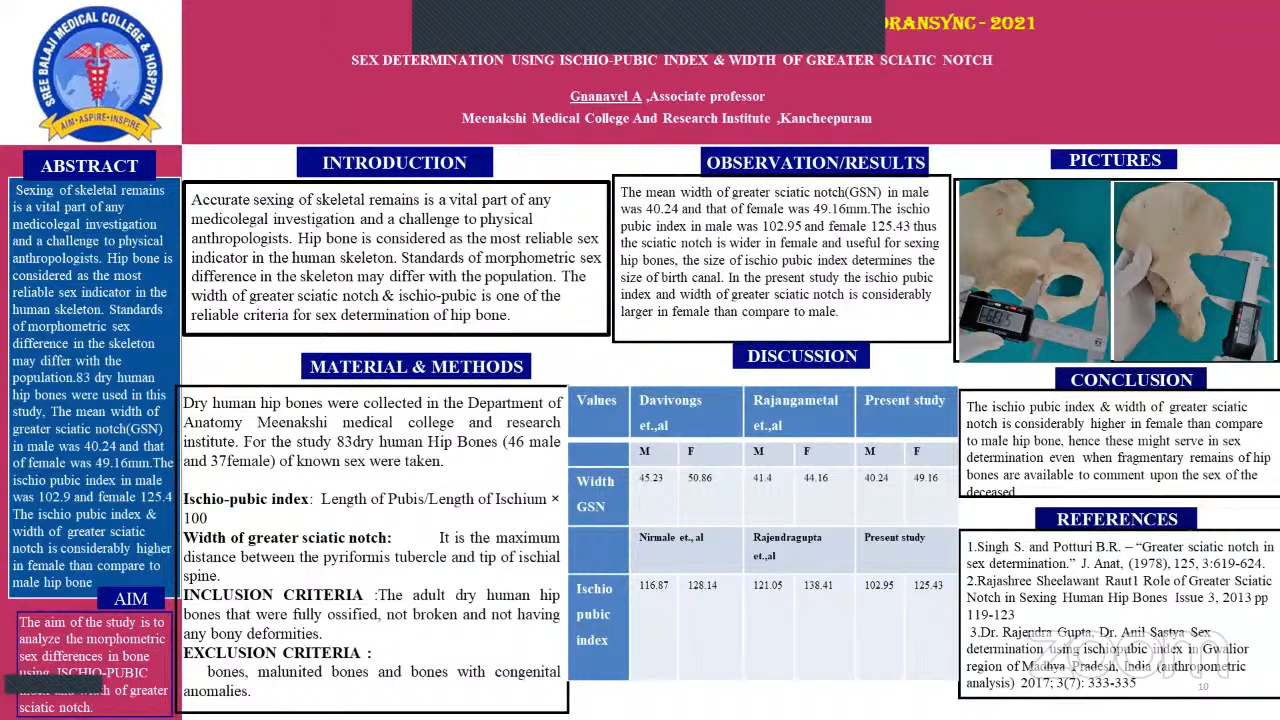 SREE BALAJI MEDICAL COLLEGE & HOSPITAL
AIM-ASPIRE-INSPIRE
ORANSYNC - 2021
SEX DETERMINATION USING ISCHIO-PUBIC INDEX & WIDTH OF GREATER SCIATIC NOTCH
Gnanavel A ,Associate professor
Meenakshi Medical College And Research Institute ,Kancheepuram
ABSTRACT
Sexing of skeletal remains
is a vital part of any
medicolegal investigation
and a challenge to physical
anthropologists. Hip bone is
considered as the most
reliable sex indicator in the
human skeleton. Standards
of morphometric sex
difference in the skeleton
may differ with the
population.83 dry human
hip bones were used in this
study, The mean width of
greater sciatic notch(GSN)
in male was 40.24 and that
of female was 49.16mm.The
ischio pubic index in male
was 102.9 and female 125.4
The ischio pubic index &
width of greater sciatic
notch is considerably higher
in female than compare to
male hip bone
AIM
The aim of the study is to
analyze the morphometric
sex differences in bone
using ISCHIO-PUBIC
index and width of greater
sciatic notch.
INTRODUCTION
Accurate sexing of skeletal remains is a vital part of any
medicolegal investigation and a challenge to physical
anthropologists. Hip bone is considered as the most reliable sex
indicator in the human skeleton. Standards of morphometric sex
difference in the skeleton may differ with the population. The
width of greater sciatic notch & ischio-pubic is one of the
reliable criteria for sex determination of hip bone.
MATERIAL & METHODS
Dry human hip bones were collected in the Department of
Anatomy Meenakshi medical college and research
institute. For the study 83dry human Hip Bones (46 male
and 37female) of known sex were taken.
Ischio-pubic index: Length of Pubis/Length of Ischium ×
100
Width of greater sciatic notch: It is the maximum
distance between the pyriformis tubercle and tip of ischial
spine.
INCLUSION CRITERIA :The adult dry human hip
bones that were fully ossified, not broken and not having
any bony deformities.
EXCLUSION CRITERIA :
bones, malunited bones and bones with congenital
anomalies.
OBSERVATION/RESULTS
The mean width of greater sciatic notch(GSN) in male
was 40.24 and that of female was 49.16mm.The ischio
pubic index in male was 102.95 and female 125.43 thus
the sciatic notch is wider in female and useful for sexing
hip bones, the size of ischio pubic index determines the
size of birth canal. In the present study the ischio pubic
index and width of greater sciatic notch is considerably
larger in female than compare to male.
DISCUSSION
Values Davivongs et.,al Rajangametal et.,al Present study
M F M F M F
Width GSN 45.23 50.86 41.4 44.16 40.24 49.16
Nirmale et., al Rajendragupta et.,al Present study
Ischio pubic index 116.87 128.14 121.05 138.41 102.95 125.43
PICTURES
CONCLUSION
The ischio pubic index & width of greater sciatic
notch is considerably higher in female than compare
to male hip bone, hence these might serve in sex
determination even when fragmentary remains of hip
bones are available to comment upon the sex of the
deceased
REFERENCES
1.Singh S. and Potturi B.R. – “Greater sciatic notch in
sex determination.” J. Anat, (1978), 125, 3:619-624.
2.Rajashree Sheelawant Raut1 Role of Greater Sciatic
Notch in Sexing Human Hip Bones Issue 3, 2013 pp
119-123
3.Dr. Rajendra Gupta, Dr. Anil Sastya Sex
determination using ischiopubic index in Gwalior
region of Madhya Pradesh, India (anthropometric
analysis) 2017; 3(7): 333-335
zoom
10